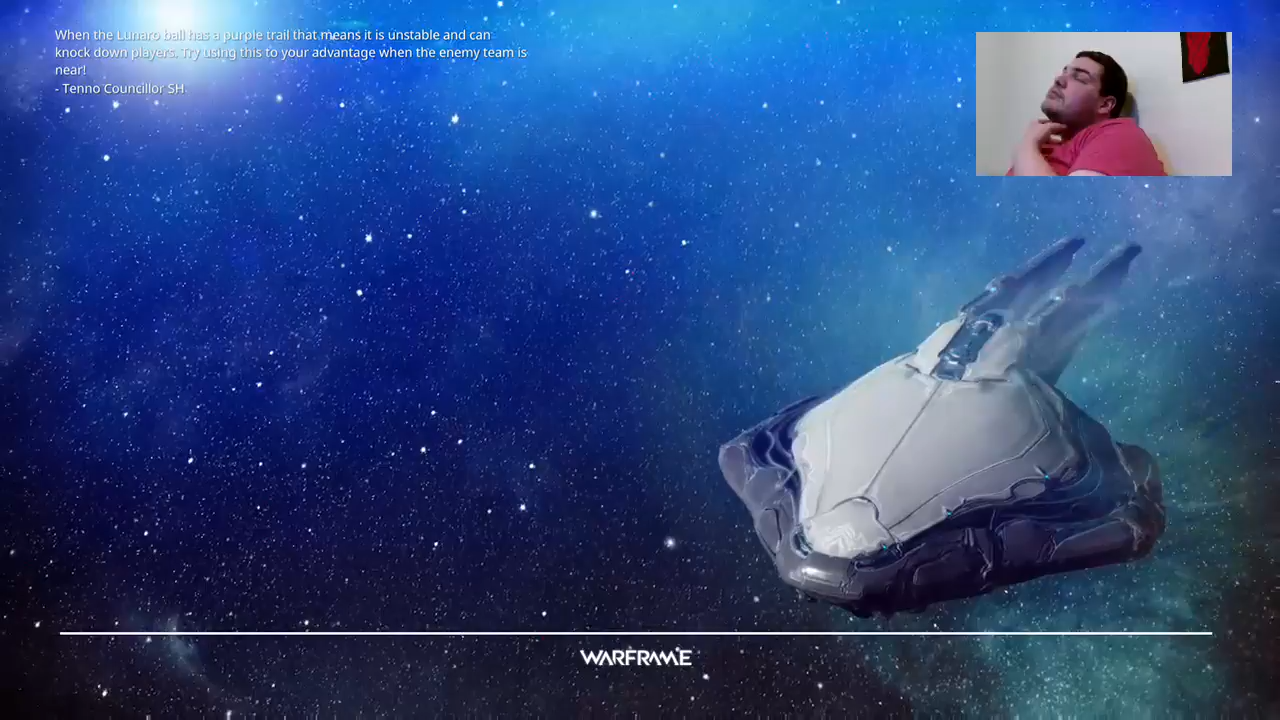 When the Lunaro ball has a purple trail that means it is unstable and can
knock down players. Try using this to your advantage when the enemy team is
near!
- Tenno Councillor SH
WARFRAME